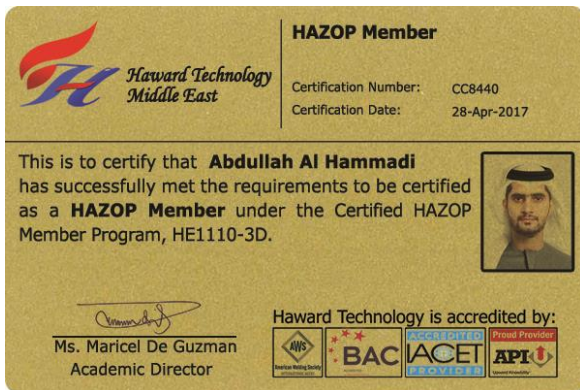 Haward Technology
Middle East
HAZOP Member
Certification Number: CC8440
Certification Date: 28-Apr-2017
This is to certify that Abdullah Al Hammadi
has successfully met the requirements to be certified
as a HAZOP Member under the Certified HAZOP
Member Program, HE1110-3D.
Ms. Maricel De Guzman
Academic Director
Haward Technology is accredited by:
AWS
American Welding Society
BAC
ACCREDITED
IACET
PROVIDER
Proud Provider
API